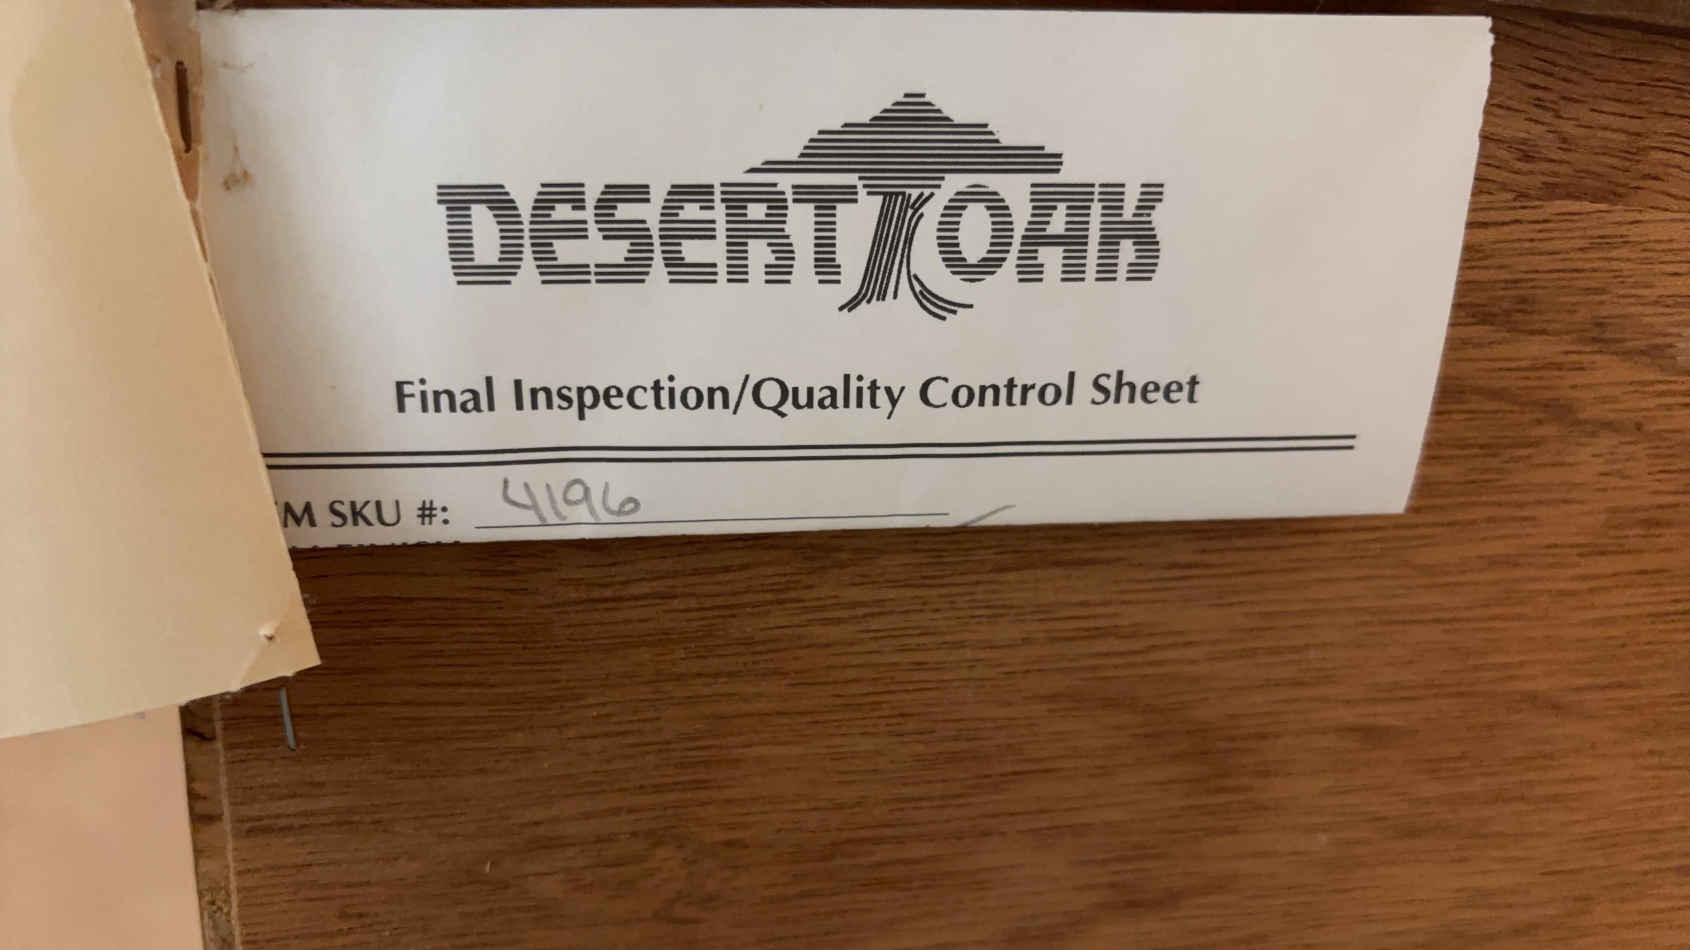 DESERT OAK
Final Inspection/Quality Control Sheet
M SKU #: 4196